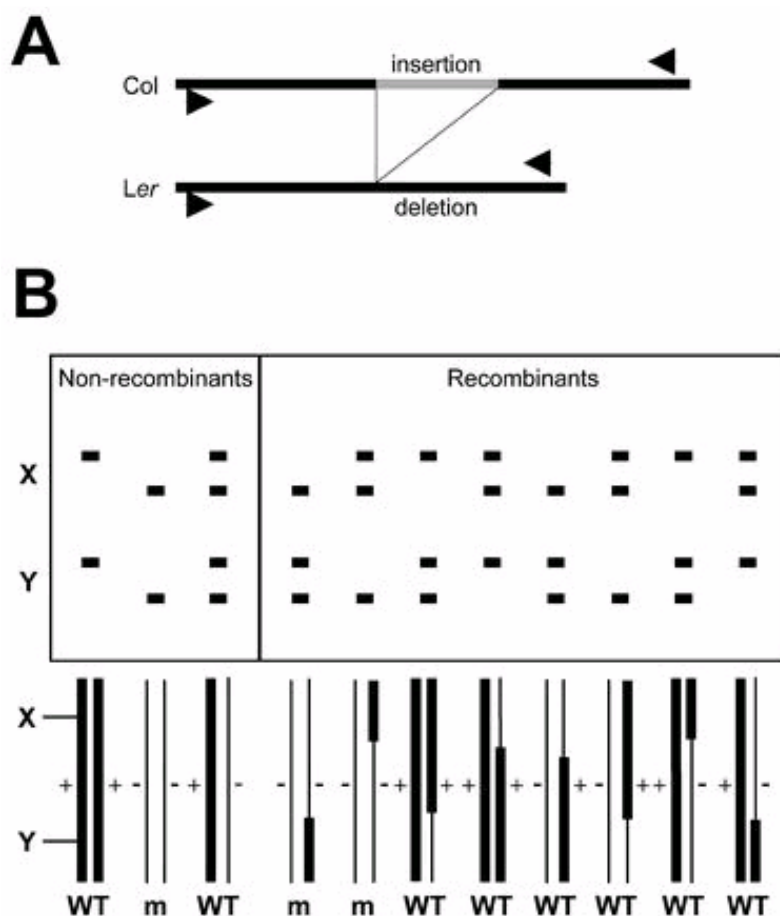 A
insertion
Col
Ler
deletion
B
Non-recombinants Recombinants
X
Y
X
+ + - - + - - - - - + + + + - + - + + - + -
Y
WT m WT m m WT WT WT WT WT WT